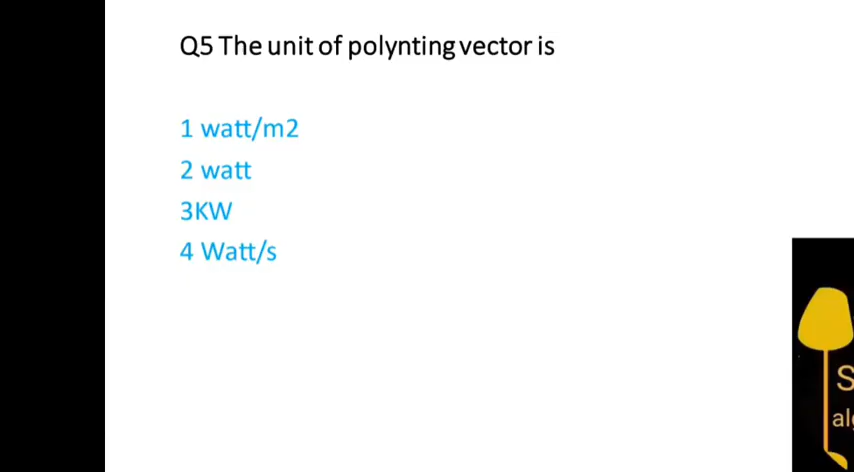 Q5 The unit of polynting vector is
1 watt/m2
2 watt
3KW
4 Watt/s